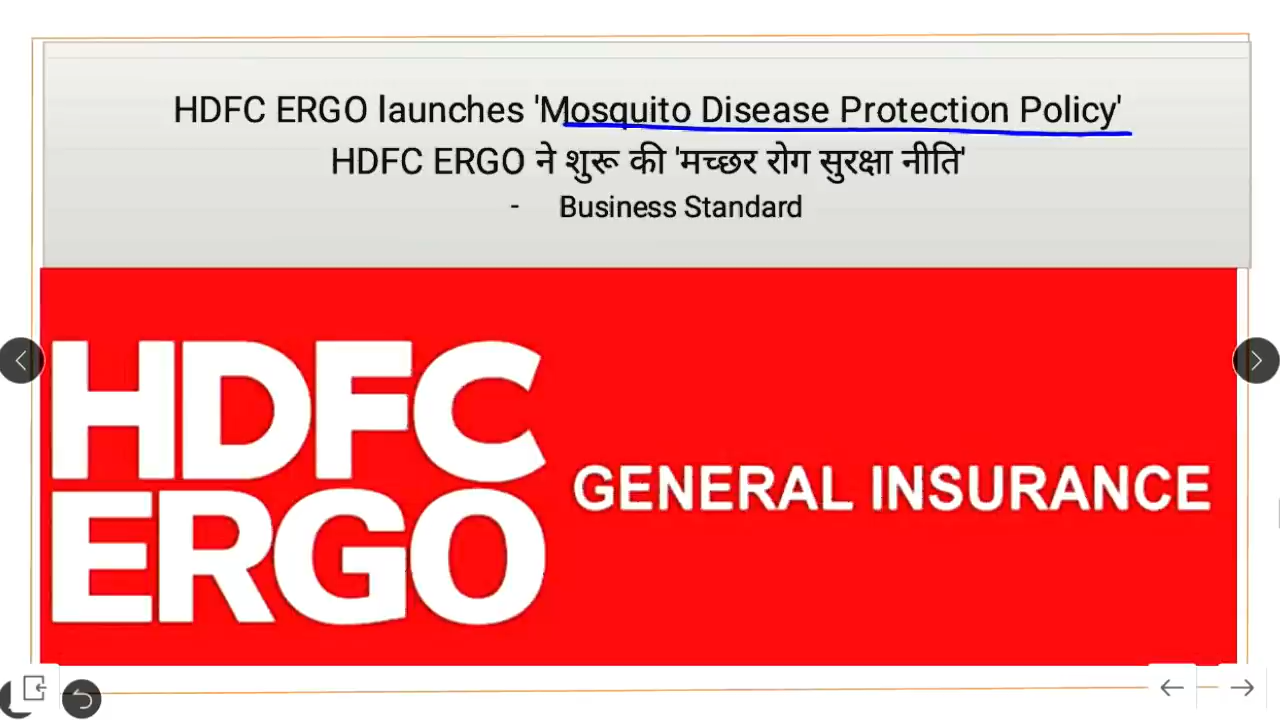 HDFC ERGO launches 'Mosquito Disease Protection Policy'
HDFC ERGO ने शुरू की 'मच्छर रोग सुरक्षा नीति'
- Business Standard
HDFC
ERGO
GENERAL INSURANCE